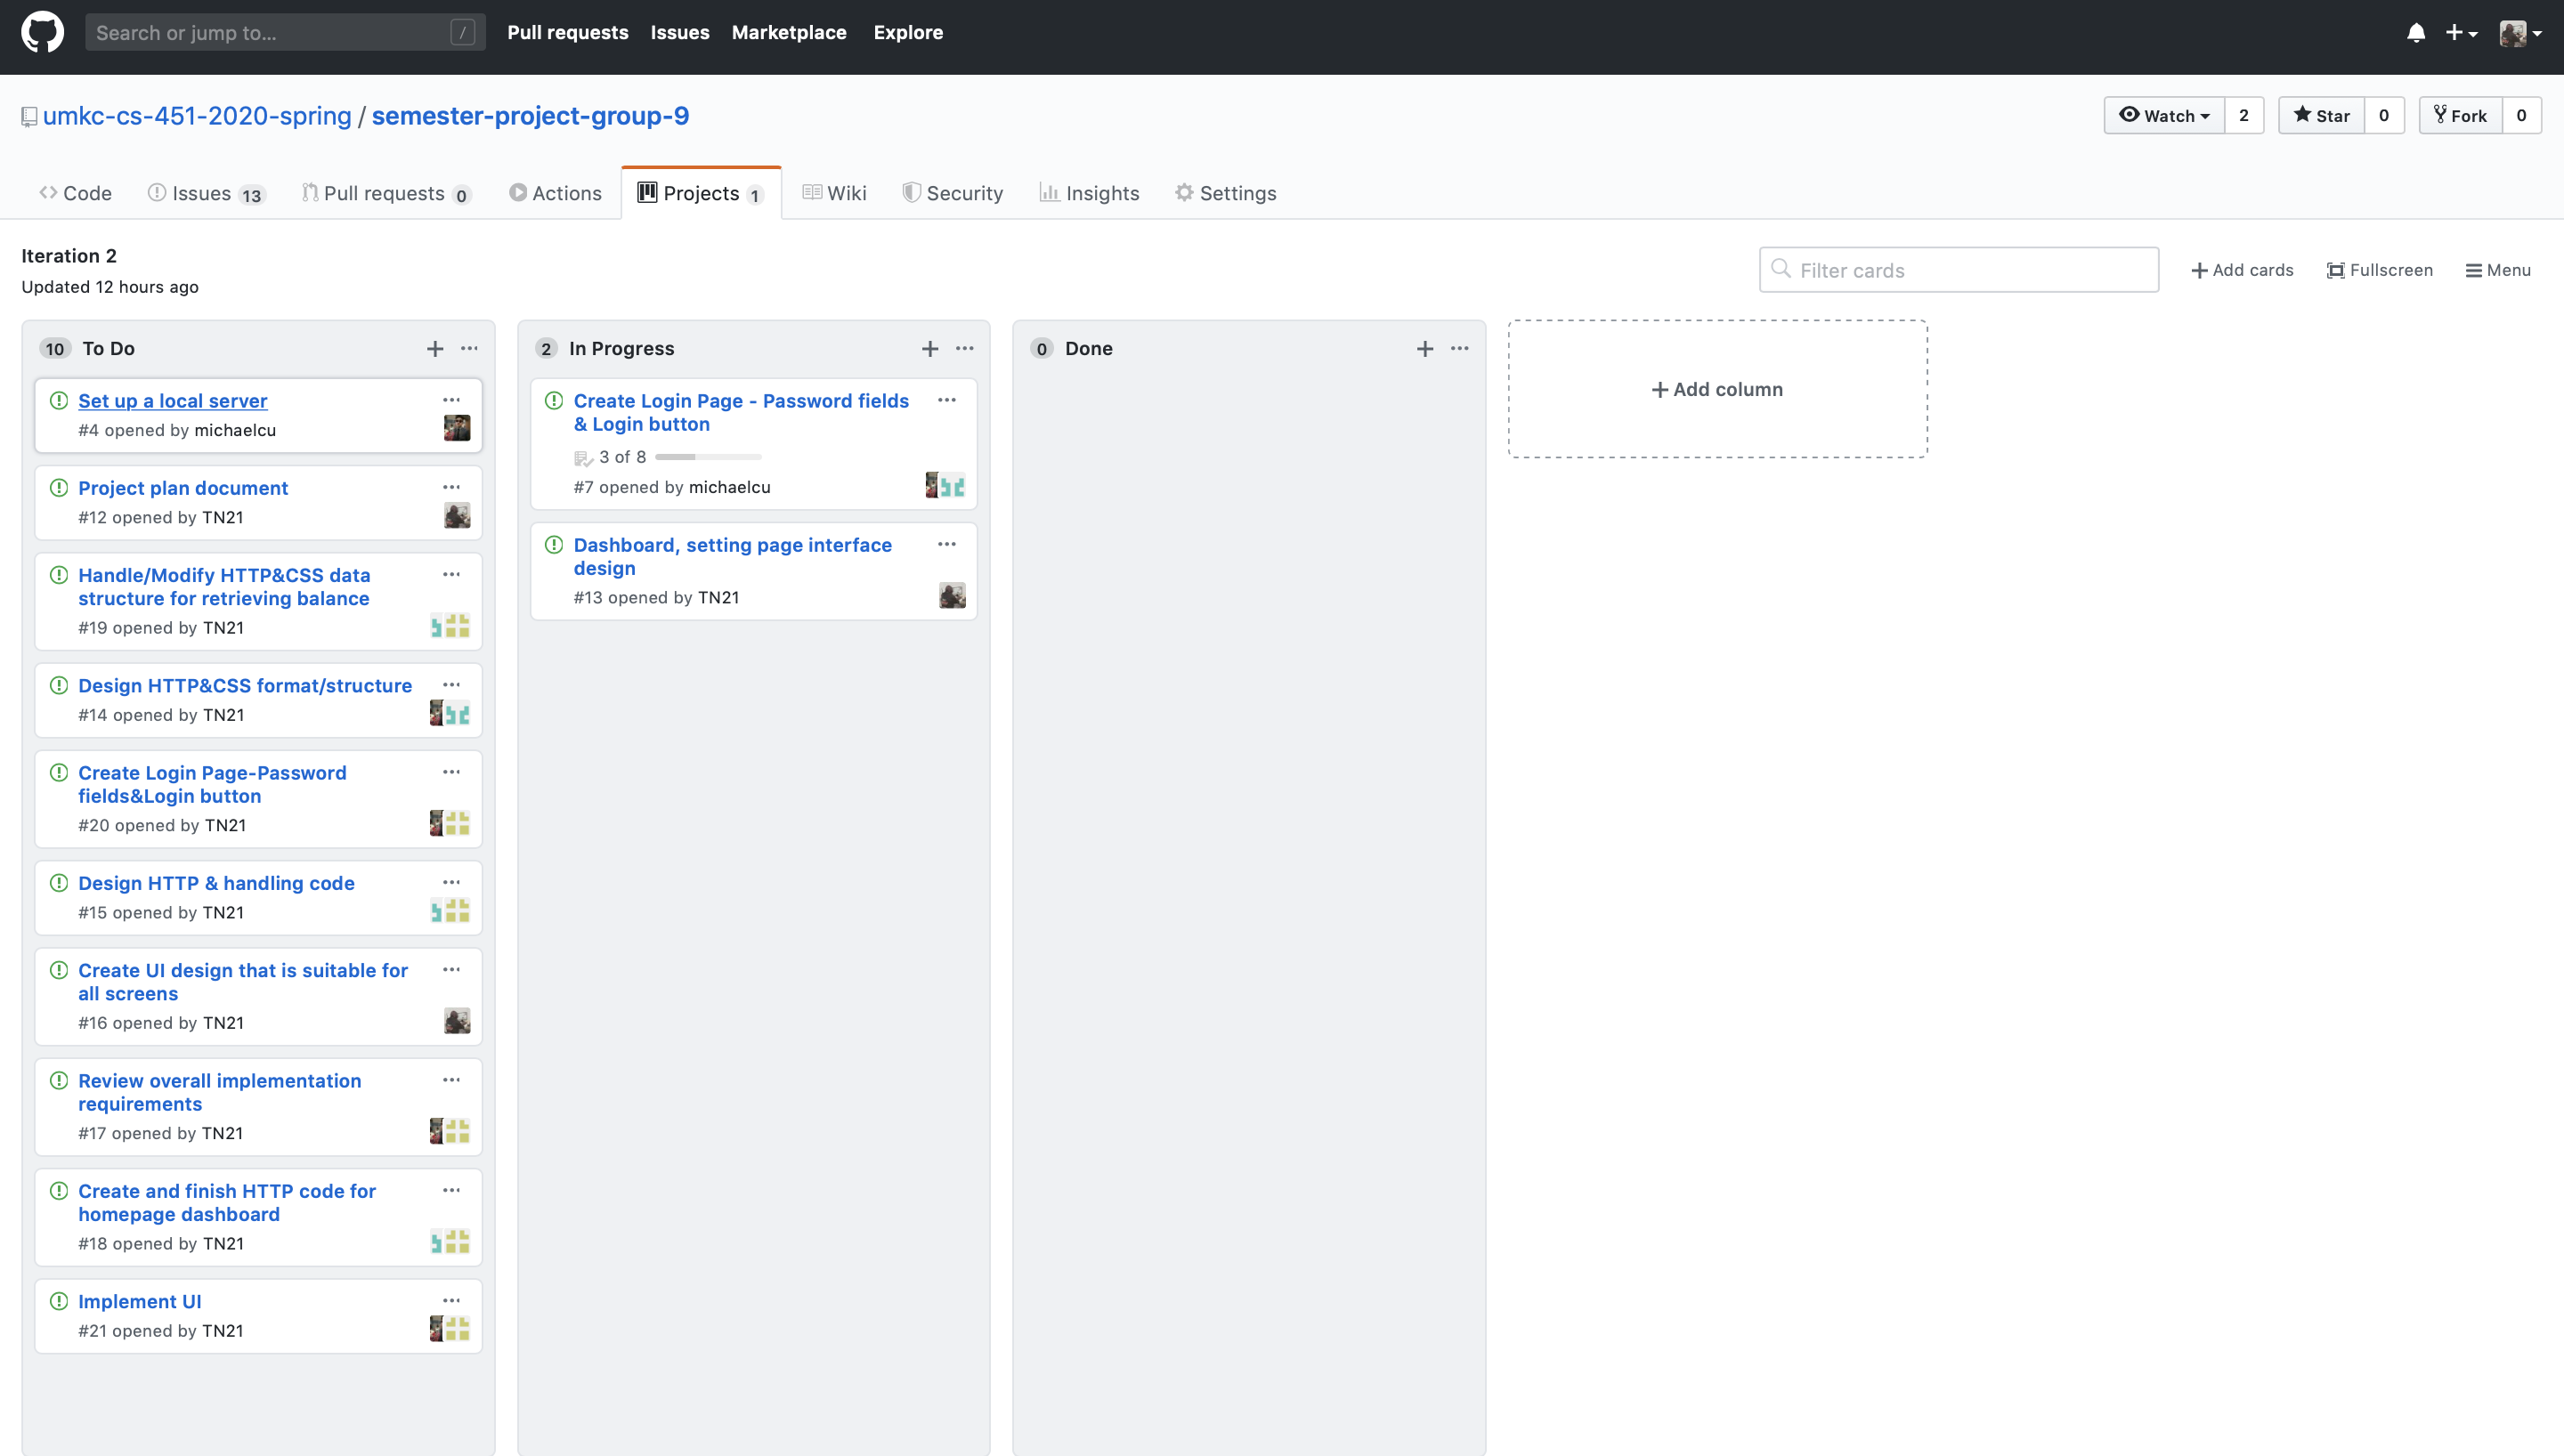 Search or jump to... /
Pull requests Issues Marketplace Explore
umkc-cs-451-2020-spring / semester-project-group-9
Watch 2 Star 0 Fork 0
Code Issues 13 Pull requests 0 Actions Projects 1 Wiki Security Insights Settings
Iteration 2
Updated 12 hours ago
Filter cards
Add cards Fullscreen Menu
10 To Do
Set up a local server
#4 opened by michaelcu
Project plan document
#12 opened by TN21
Handle/Modify HTTP&CSS data
structure for retrieving balance
#19 opened by TN21
Design HTTP&CSS format/structure
#14 opened by TN21
Create Login Page-Password
fields&Login button
#20 opened by TN21
Design HTTP & handling code
#15 opened by TN21
Create UI design that is suitable for
all screens
#16 opened by TN21
Review overall implementation
requirements
#17 opened by TN21
Create and finish HTTP code for
homepage dashboard
#18 opened by TN21
Implement UI
#21 opened by TN21
2 In Progress
Create Login Page - Password fields
& Login button
3 of 8
#7 opened by michaelcu
Dashboard, setting page interface
design
#13 opened by TN21
0 Done
Add column